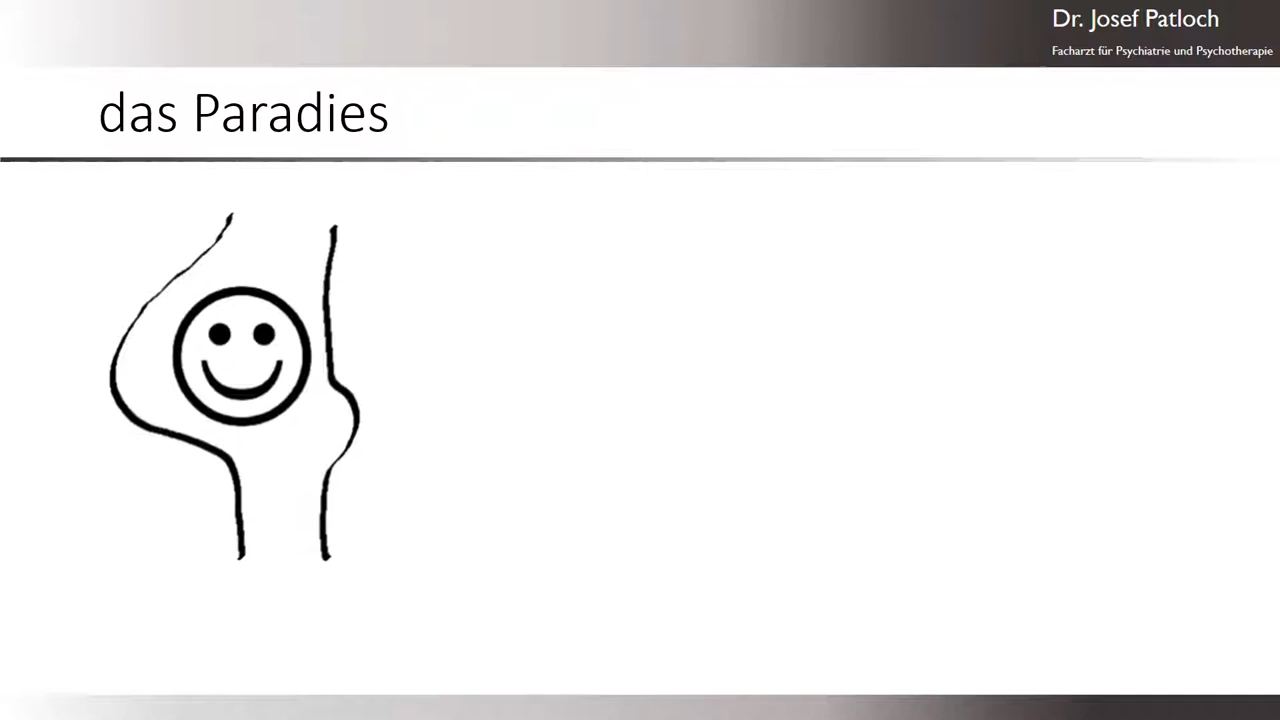 Dr. Josef Patloch
Facharzt für Psychiatrie und Psychotherapie
das Paradies